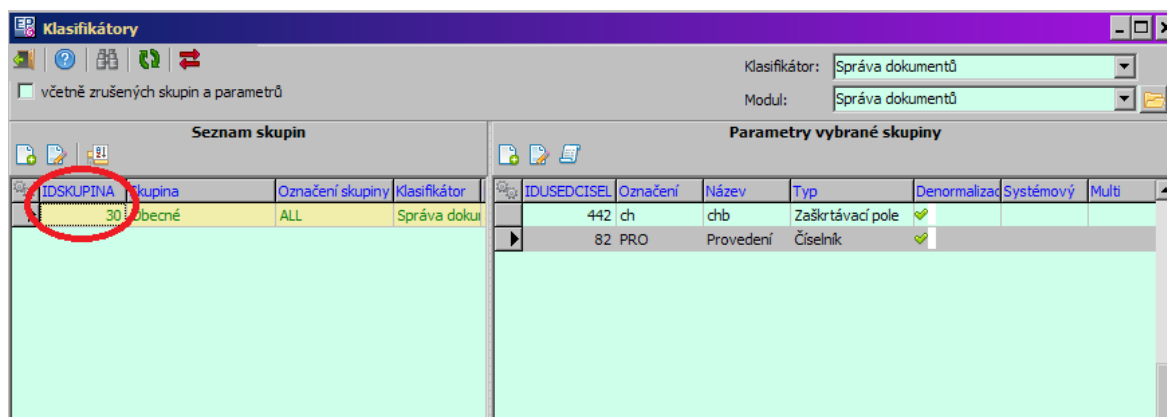 Klasifikátory
Klasifikátor: Správa dokumentů
včetně zrušených skupin a parametrů
Modul: Správa dokumentů
Seznam skupin
Parametry vybrané skupiny
IDSKUPINA Skupina Označení skupiny Klasifikátor
30 Obecné ALL Správa doku
IDUSEDCISEL Označení Název Typ Denormalizac Systémový Multi
442 ch chb Zaškrtávací pole
82 PRO Provedení Číselník